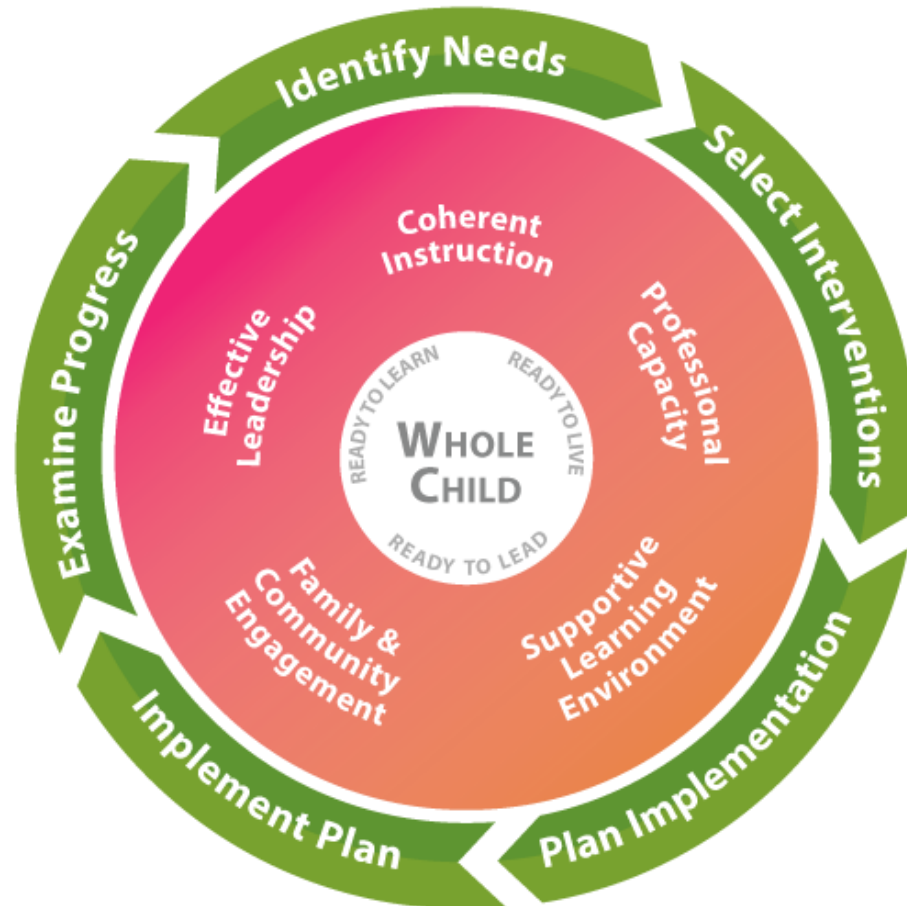 Identify Needs
Select Interventions
Plan Implementation
Implement Plan
Examine Progress
Coherent
Instruction
Professional
Capacity
Supportive
Learning
Environment
Family &
Community
Engagement
Effective
Leadership
READY TO LEARN
READY TO LIVE
WHOLE
CHILD
READY TO LEAD